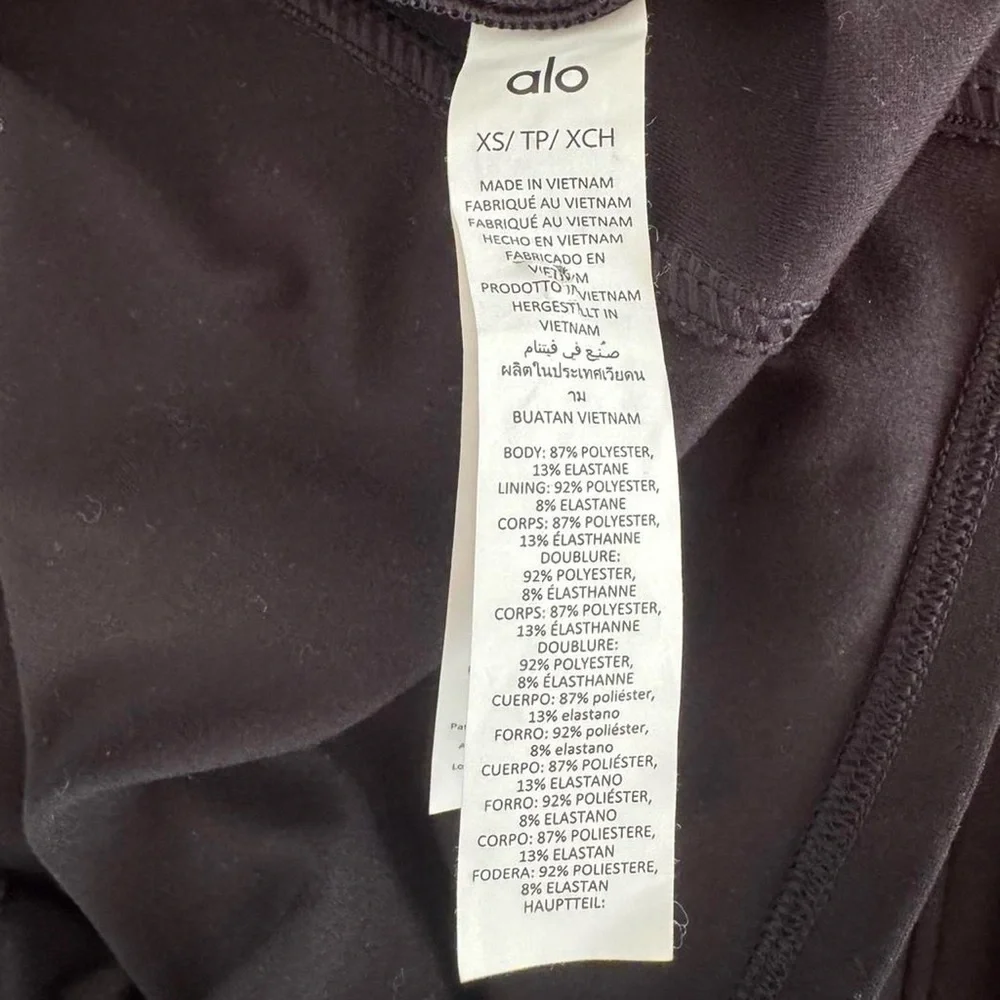 alo
XS/ TP/ XCH
MADE IN VIETNAM
FABRIQUÉ AU VIETNAM
FABRIQUÉ AU VIETNAM
HECHO EN VIETNAM
FABRICADO EN
VIETNAM
PRODOTTO IN VIETNAM
HERGESTELLT IN
VIETNAM
صُنع في فيتنام
ผลิตในประเทศเวียดน
าม
BUATAN VIETNAM
BODY: 87% POLYESTER,
13% ELASTANE
LINING: 92% POLYESTER,
8% ELASTANE
CORPS: 87% POLYESTER,
13% ÉLASTHANNE
DOUBLURE:
92% POLYESTER,
8% ÉLASTHANNE
CORPS: 87% POLYESTER,
13% ÉLASTHANNE
DOUBLURE:
92% POLYESTER,
8% ÉLASTHANNE
CUERPO: 87% poliéster,
13% elastano
FORRO: 92% poliéster,
8% elastano
CUERPO: 87% POLIÉSTER,
13% ELASTANO
FORRO: 92% POLIÉSTER,
8% ELASTANO
CORPO: 87% POLIESTERE,
13% ELASTAN
FODERA: 92% POLIESTERE,
8% ELASTAN
HAUPTTEIL: